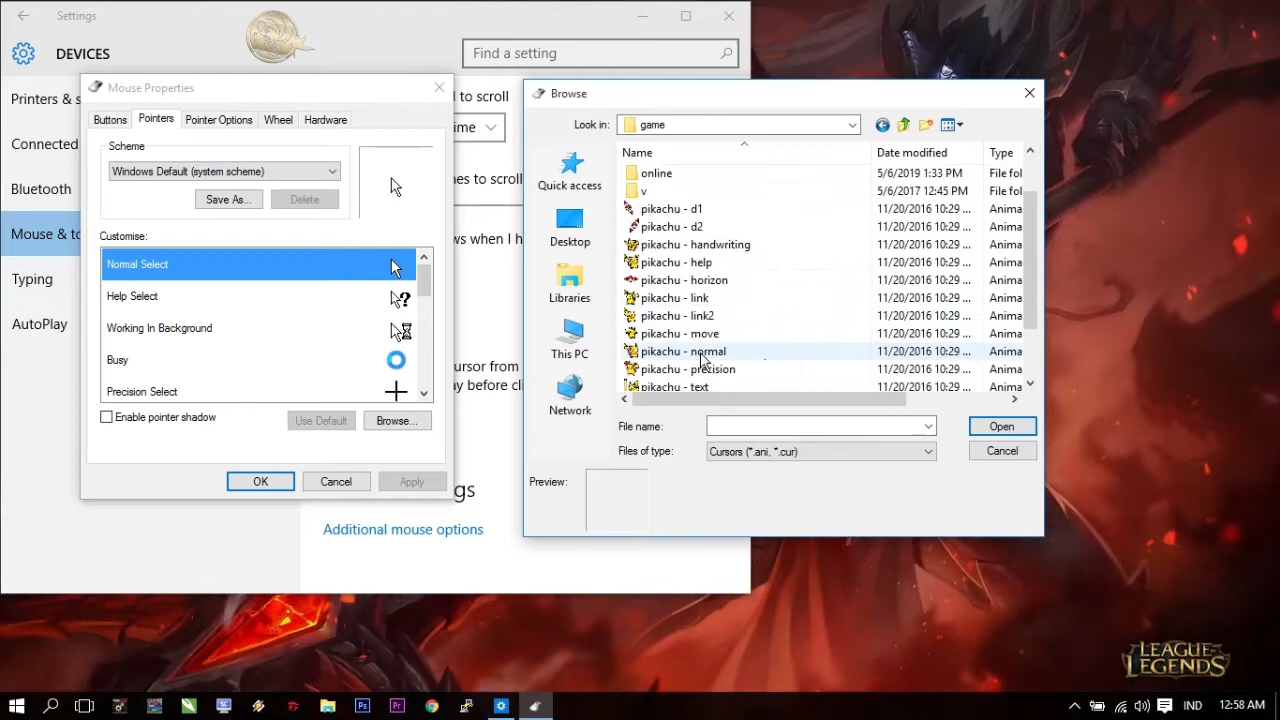 Settings
DEVICES
Find a setting
Printers & s
Connected
Bluetooth
Mouse & to
Typing
AutoPlay
l to scroll
ime
nes to scroll
ws when I h
ursor from
ay before cli
gs
Additional mouse options
Mouse Properties
Buttons
Pointers
Pointer Options
Wheel
Hardware
Scheme
Windows Default (system scheme)
Save As...
Delete
Customise:
Normal Select
Help Select
Working In Background
Busy
Precision Select
Enable pointer shadow
Use Default
Browse...
OK
Cancel
Apply
Browse
Look in:
game
Quick access
Desktop
Libraries
This PC
Network
Name Date modified Type
online 5/6/2019 1:33 PM File fol
v 5/6/2017 12:45 PM File fol
pikachu - d1 11/20/2016 10:29 ... Anima
pikachu - d2 11/20/2016 10:29 ... Anima
pikachu - handwriting 11/20/2016 10:29 ... Anima
pikachu - help 11/20/2016 10:29 ... Anima
pikachu - horizon 11/20/2016 10:29 ... Anima
pikachu - link 11/20/2016 10:29 ... Anima
pikachu - link2 11/20/2016 10:29 ... Anima
pikachu - move 11/20/2016 10:29 ... Anima
pikachu - normal 11/20/2016 10:29 ... Anima
pikachu - precision 11/20/2016 10:29 ... Anima
pikachu - text 11/20/2016 10:29 ... Anima
File name:
Open
Files of type:
Cursors (*.ani, *.cur)
Cancel
Preview:
LEAGUE
LEGENDS
Ps
Pr
IND
12:58 AM